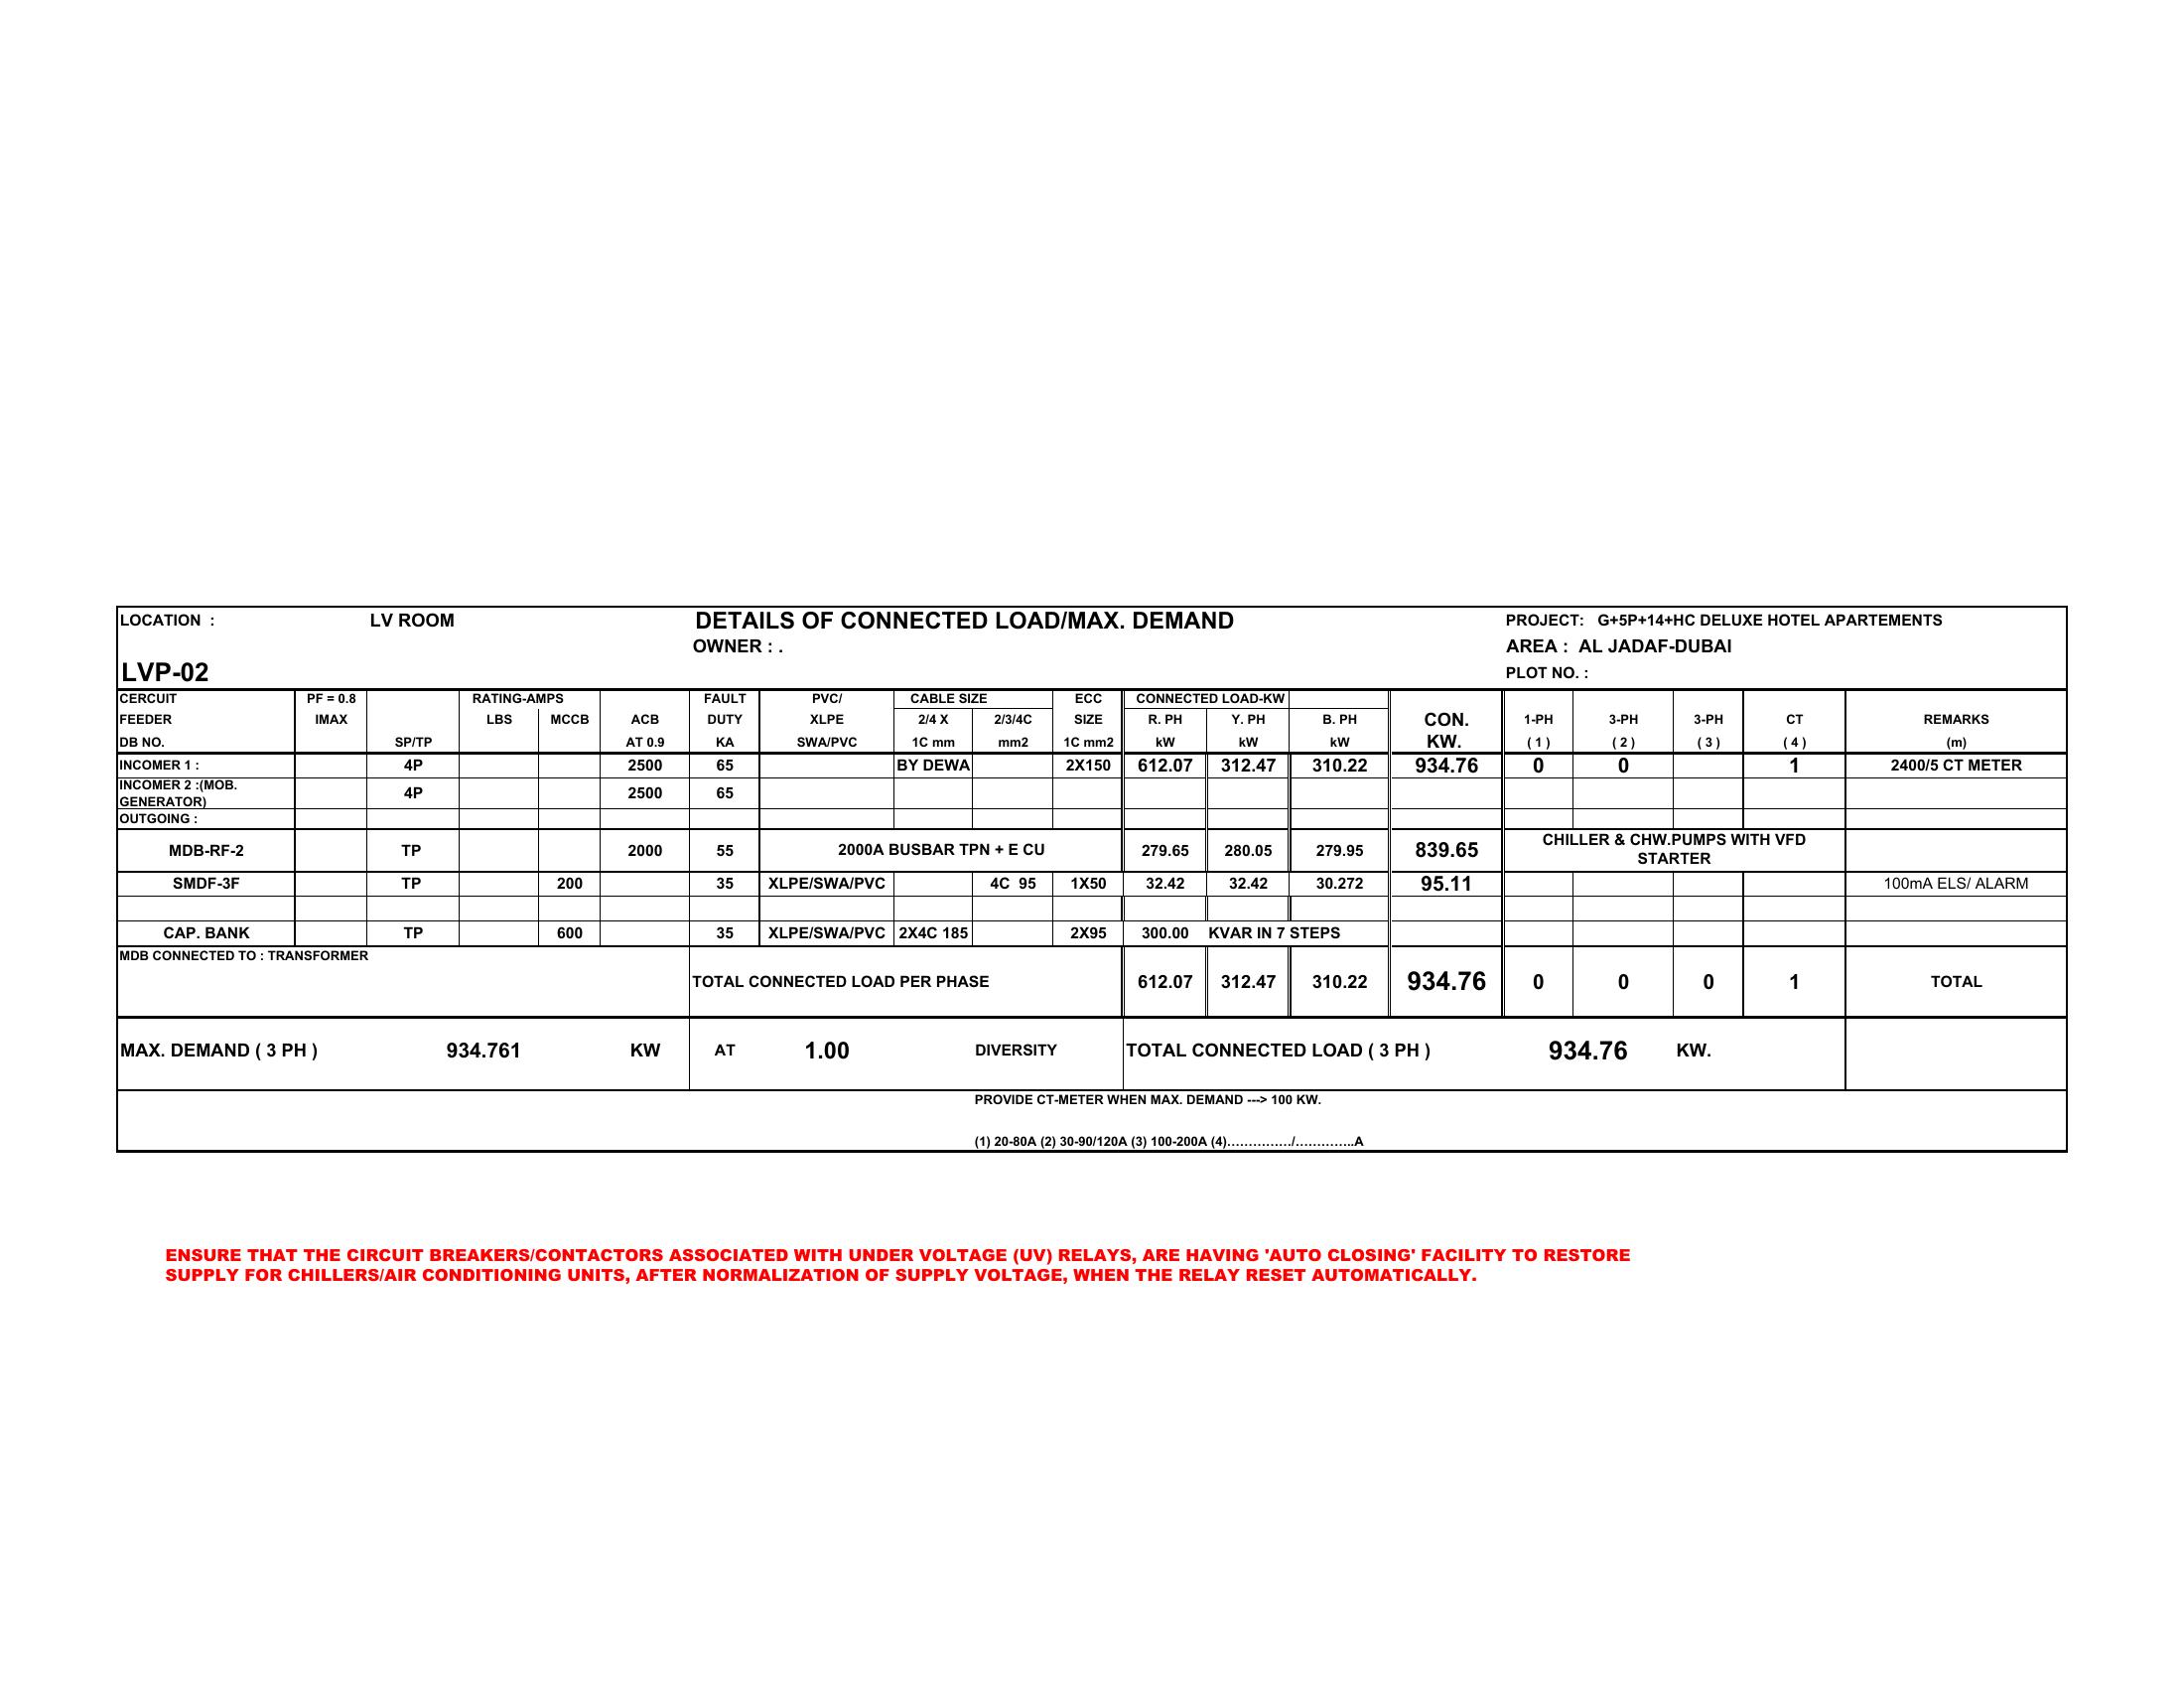 LOCATION : LV ROOM DETAILS OF CONNECTED LOAD/MAX. DEMAND PROJECT: G+5P+14+HC DELUXE HOTEL APARTEMENTS
OWNER : . AREA : AL JADAF-DUBAI
LVP-02 PLOT NO. :
CERCUIT PF = 0.8 RATING-AMPS FAULT PVC/ CABLE SIZE ECC CONNECTED LOAD-KW
FEEDER IMAX LBS MCCB ACB DUTY XLPE 2/4 X 2/3/4C SIZE R. PH Y. PH B. PH CON. 1-PH 3-PH 3-PH CT REMARKS
DB NO. SP/TP AT 0.9 KA SWA/PVC 1C mm mm2 1C mm2 kW kW kW KW. ( 1 ) ( 2 ) ( 3 ) ( 4 ) (m)
INCOMER 1 : 4P 2500 65 BY DEWA 2X150 612.07 312.47 310.22 934.76 0 0 1 2400/5 CT METER
INCOMER 2 :(MOB.
GENERATOR) 4P 2500 65
OUTGOING :
MDB-RF-2 TP 2000 55 2000A BUSBAR TPN + E CU 279.65 280.05 279.95 839.65 CHILLER & CHW.PUMPS WITH VFD
STARTER
SMDF-3F TP 200 35 XLPE/SWA/PVC 4C 95 1X50 32.42 32.42 30.272 95.11 100mA ELS/ ALARM
CAP. BANK TP 600 35 XLPE/SWA/PVC 2X4C 185 2X95 300.00 KVAR IN 7 STEPS
MDB CONNECTED TO : TRANSFORMER
TOTAL CONNECTED LOAD PER PHASE 612.07 312.47 310.22 934.76 0 0 0 1 TOTAL
MAX. DEMAND ( 3 PH ) 934.761 KW AT 1.00 DIVERSITY TOTAL CONNECTED LOAD ( 3 PH ) 934.76 KW.
PROVIDE CT-METER WHEN MAX. DEMAND ---> 100 KW.
(1) 20-80A (2) 30-90/120A (3) 100-200A (4)……………/…………..A
ENSURE THAT THE CIRCUIT BREAKERS/CONTACTORS ASSOCIATED WITH UNDER VOLTAGE (UV) RELAYS, ARE HAVING 'AUTO CLOSING' FACILITY TO RESTORE
SUPPLY FOR CHILLERS/AIR CONDITIONING UNITS, AFTER NORMALIZATION OF SUPPLY VOLTAGE, WHEN THE RELAY RESET AUTOMATICALLY.